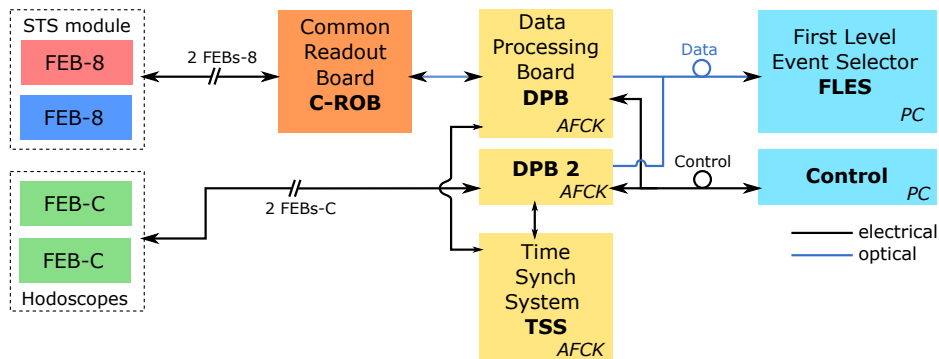 STS module
FEB-8
FEB-8
2 FEBs-8
Common
Readout
Board
C-ROB
Data
Processing
Board
DPB
AFCK
Data
First Level
Event Selector
FLES
PC
DPB 2
AFCK
Control
Control
PC
FEB-C
FEB-C
Hodoscopes
2 FEBs-C
Time
Synch
System
TSS
AFCK
electrical
optical